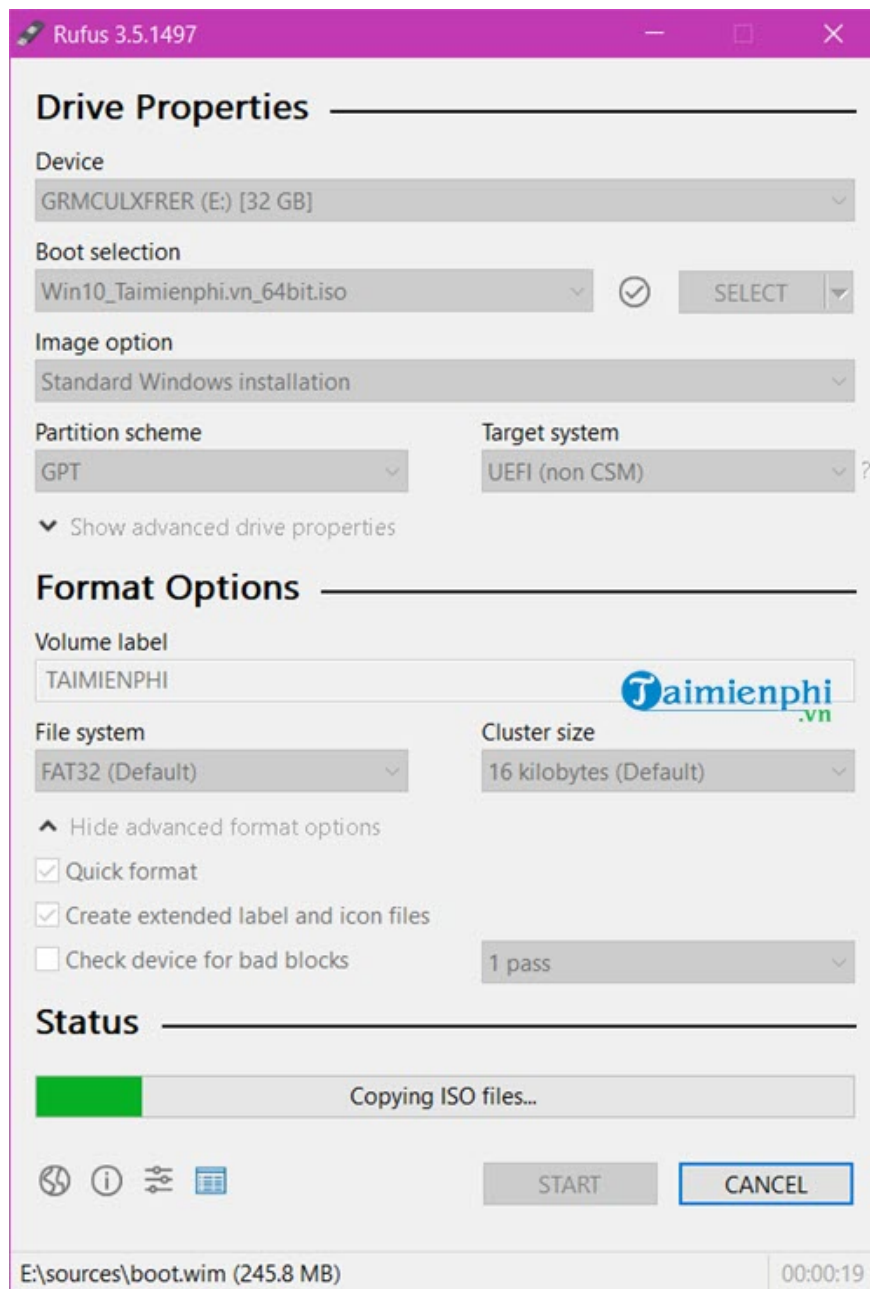 Rufus 3.5.1497
Drive Properties
Device
GRMCULXFRER (E:) [32 GB]
Boot selection
Win10_Taimienphi.vn_64bit.iso
SELECT
Image option
Standard Windows installation
Partition scheme
Target system
GPT
UEFI (non CSM)
?
Show advanced drive properties
Format Options
Volume label
TAIMIENPHI
Taimienphi
.vn
File system
Cluster size
FAT32 (Default)
16 kilobytes (Default)
Hide advanced format options
Quick format
Create extended label and icon files
Check device for bad blocks
1 pass
Status
Copying ISO files...
START
CANCEL
E:\sources\boot.wim (245.8 MB)
00:00:19